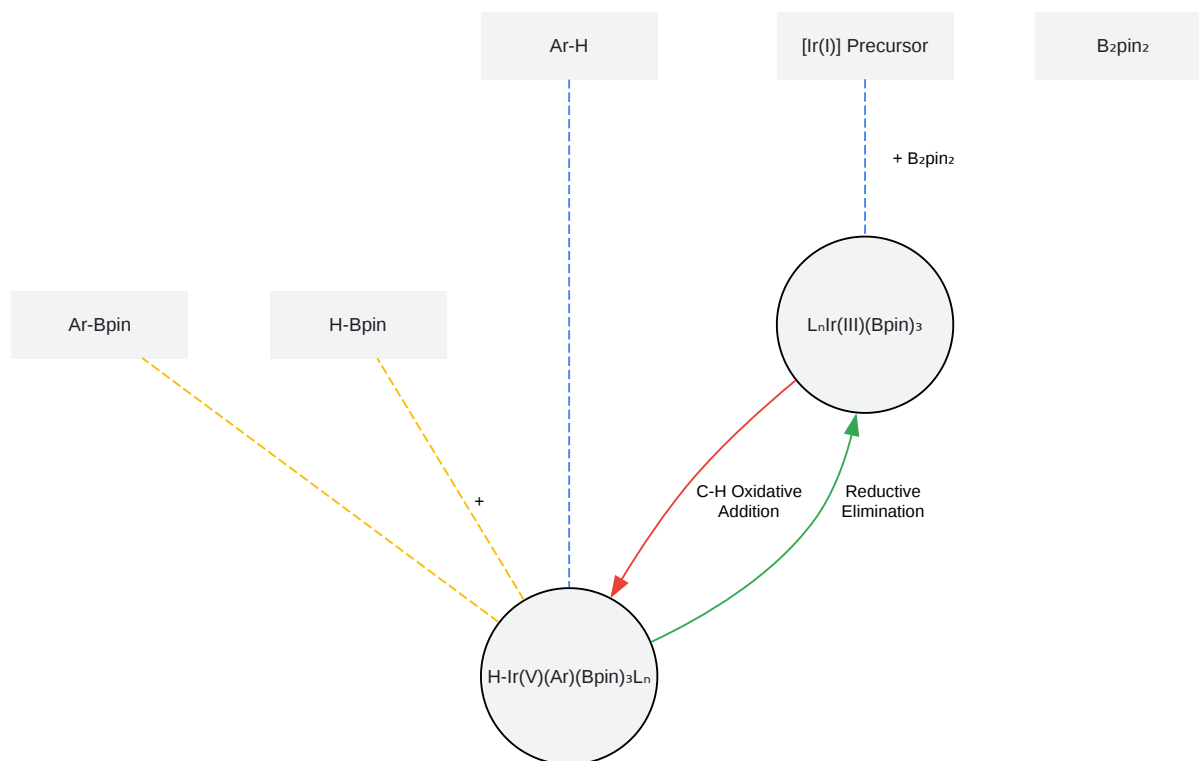 Ar-H
[Ir(I)] Precursor
B₂pin₂
+ B₂pin₂
Ar-Bpin
H-Bpin
LₙIr(III)(Bpin)₃
C-H Oxidative
Addition
Reductive
Elimination
+
H-Ir(V)(Ar)(Bpin)₃Lₙ